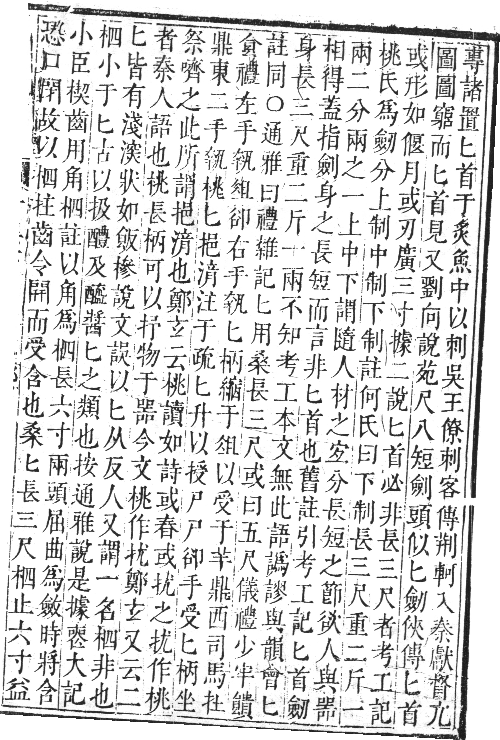 專諸置匕首于炙魚中以刺吳王僚刺客傳荆軻入秦獻督亢
圖圖窮而匕首見又劉向說苑尺八短劍頭似匕劍俠傳匕首
或形如偃月或刃廣三寸據二說匕首必非長三尺者考工記
桃氏爲劍分上制中制下制註何氏曰下制長三尺重二斤一
兩二分兩之一上中下謂隨人材之宐分長短之節欲人與器
相得蓋指劍身之長短而言非匕首也舊註引考工記匕首劍
身長三尺重二斤一兩不知考工本文無此語譌謬與韻會匕
註同○通雅曰禮雜記匕用桑長三尺或曰五尺儀禮少牢饋
食禮左手執俎卻右手執匕柄縮于俎以受于羊鼎西司馬在
鼎東二手執桃匕挹湇注于疏匕升以授尸尸卻手受匕柄坐
祭嚌之此所謂挹湇也鄭玄云桃讀如詩或舂或抌之抌作桃
者秦人語也桃長柄可以抒物于器今文桃作抌鄭玄又云二
匕皆有淺深狀如飯摻說文誤以匕从反人又謂一名柶非也
柶小于匕古以扱醴及醯醬匕之類也按通雅說是據喪大記
小臣楔齒用角柶註以角爲柶長六寸兩頭屈曲爲斂時將含
恐口閉故以柶拄齒令開而受含也桑匕長三尺柶止六寸益